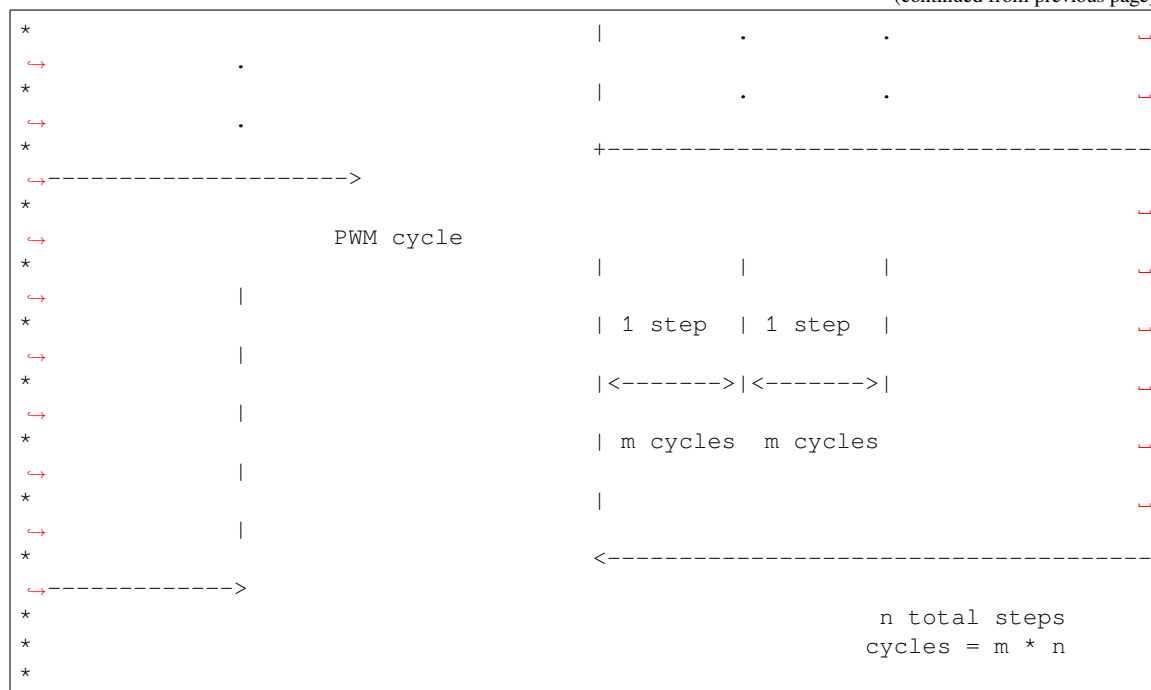 (continued from previous page)
*                                       |         .         .                 ␣
↪             .
*                                       |         .         .                 ␣
↪             .
*                                       +--------------------------------------
↪--------------------->
*                                                                             ␣
↪                    PWM cycle
*                                       |         |         |                 ␣
↪             |
*                                       | 1 step  | 1 step  |                 ␣
↪             |
*                                       |<------->|<------->|                 ␣
↪             |
*                                       | m cycles  m cycles                  ␣
↪             |
*                                       |                                     ␣
↪             |
*                                       <--------------------------------------
↪------------->
*                                                           n total steps
*                                                          cycles = m * n
*